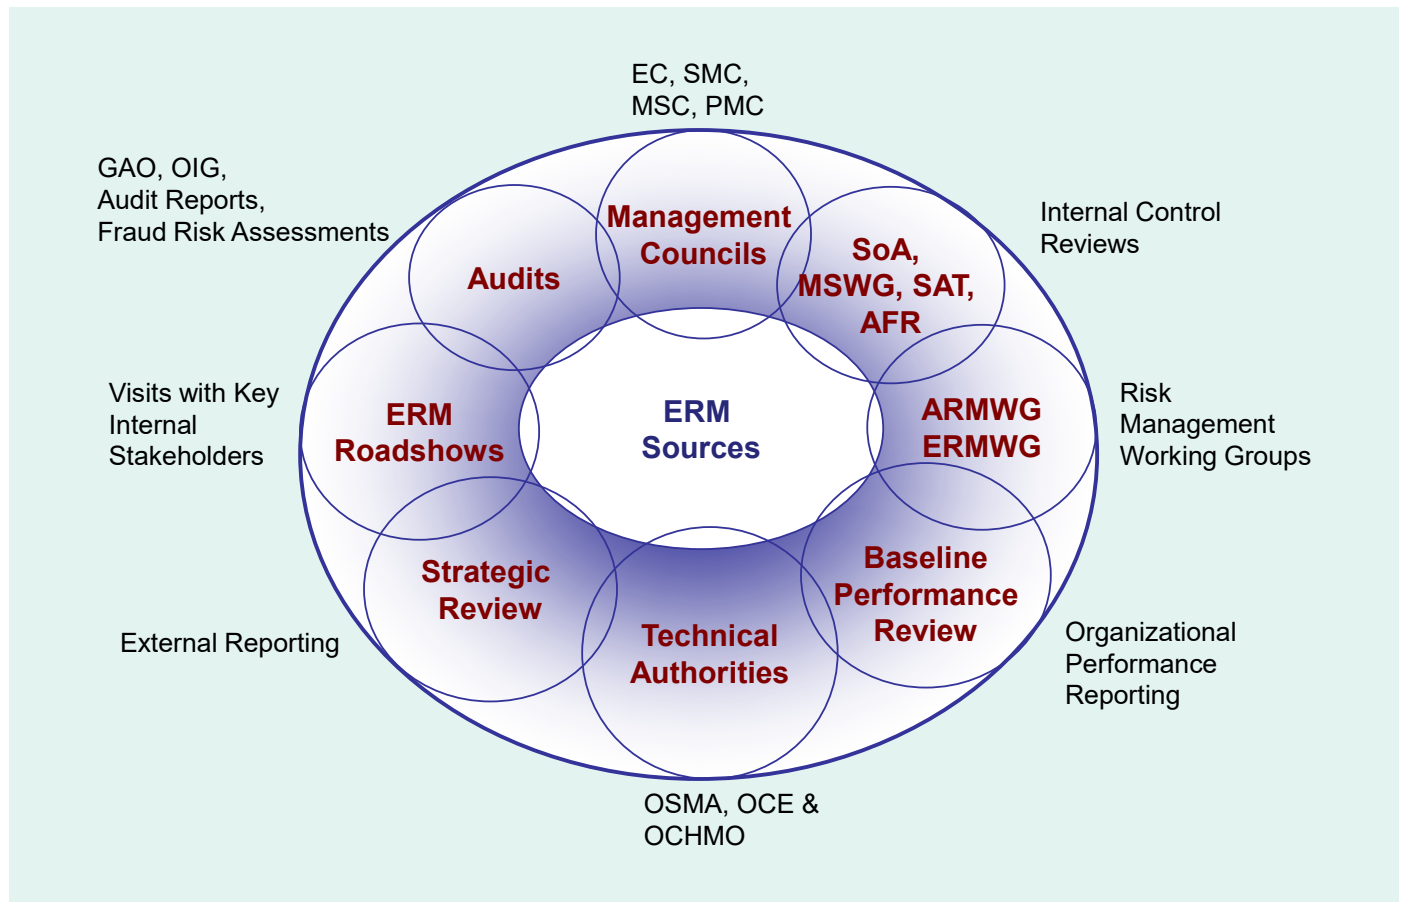 EC, SMC,
MSC, PMC
GAO, OIG,
Audit Reports,
Fraud Risk Assessments
Internal Control
Reviews
Management
Councils
Audits
SoA,
MSWG, SAT,
AFR
Visits with Key
Internal
Stakeholders
ERM
Roadshows
ERM
Sources
ARMWG
ERMWG
Risk
Management
Working Groups
Strategic
Review
Technical
Authorities
Baseline
Performance
Review
External Reporting
Organizational
Performance
Reporting
OSMA, OCE &
OCHMO